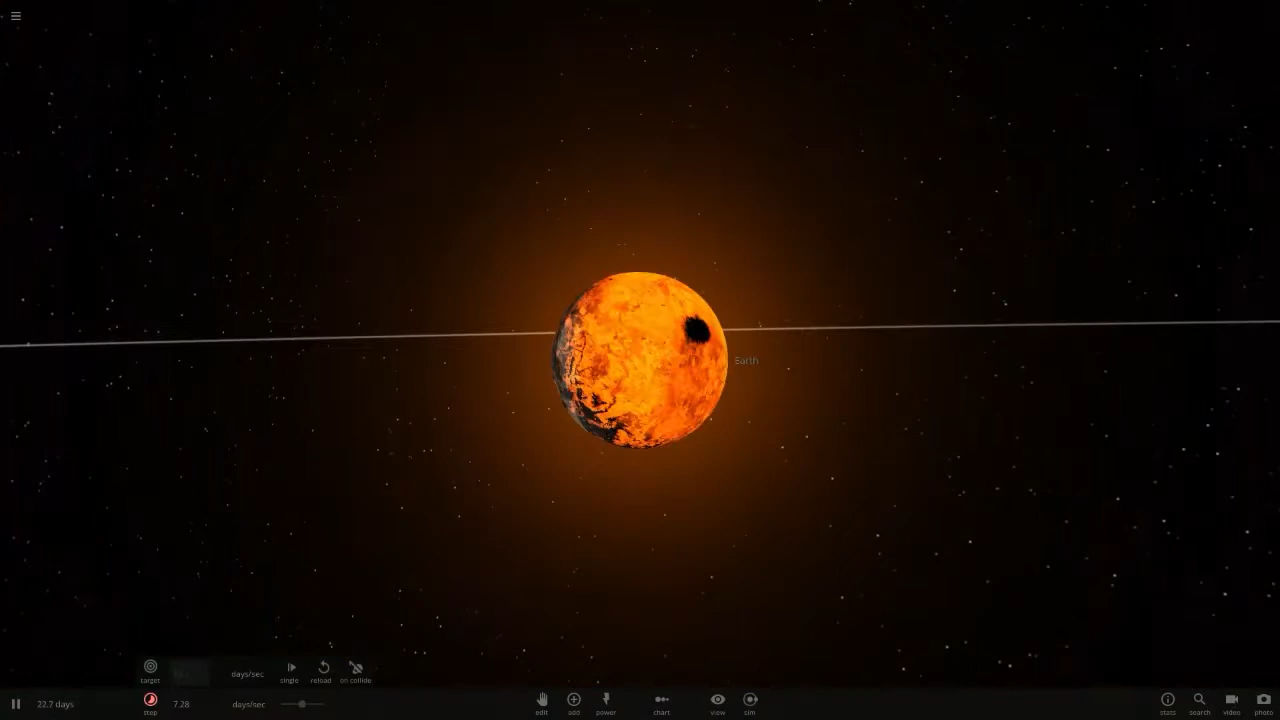 Earth
days/sec
target
single
reload
on collide
22.7 days
step
7.28
days/sec
edit
add
power
chart
view
sim
stats
search
video
photo